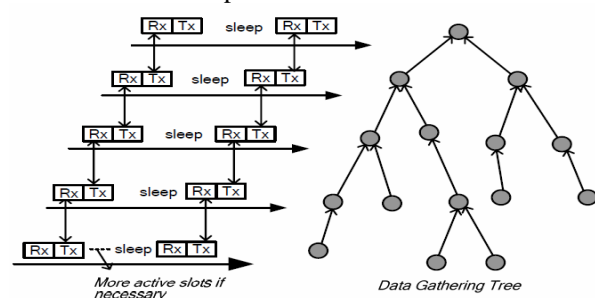 Rx Tx sleep Rx Tx
Rx Tx sleep Rx Tx
Rx Tx sleep Rx Tx
Rx Tx sleep Rx Tx
Rx Tx sleep Rx Tx
More active slots if
necessary
Data Gathering Tree